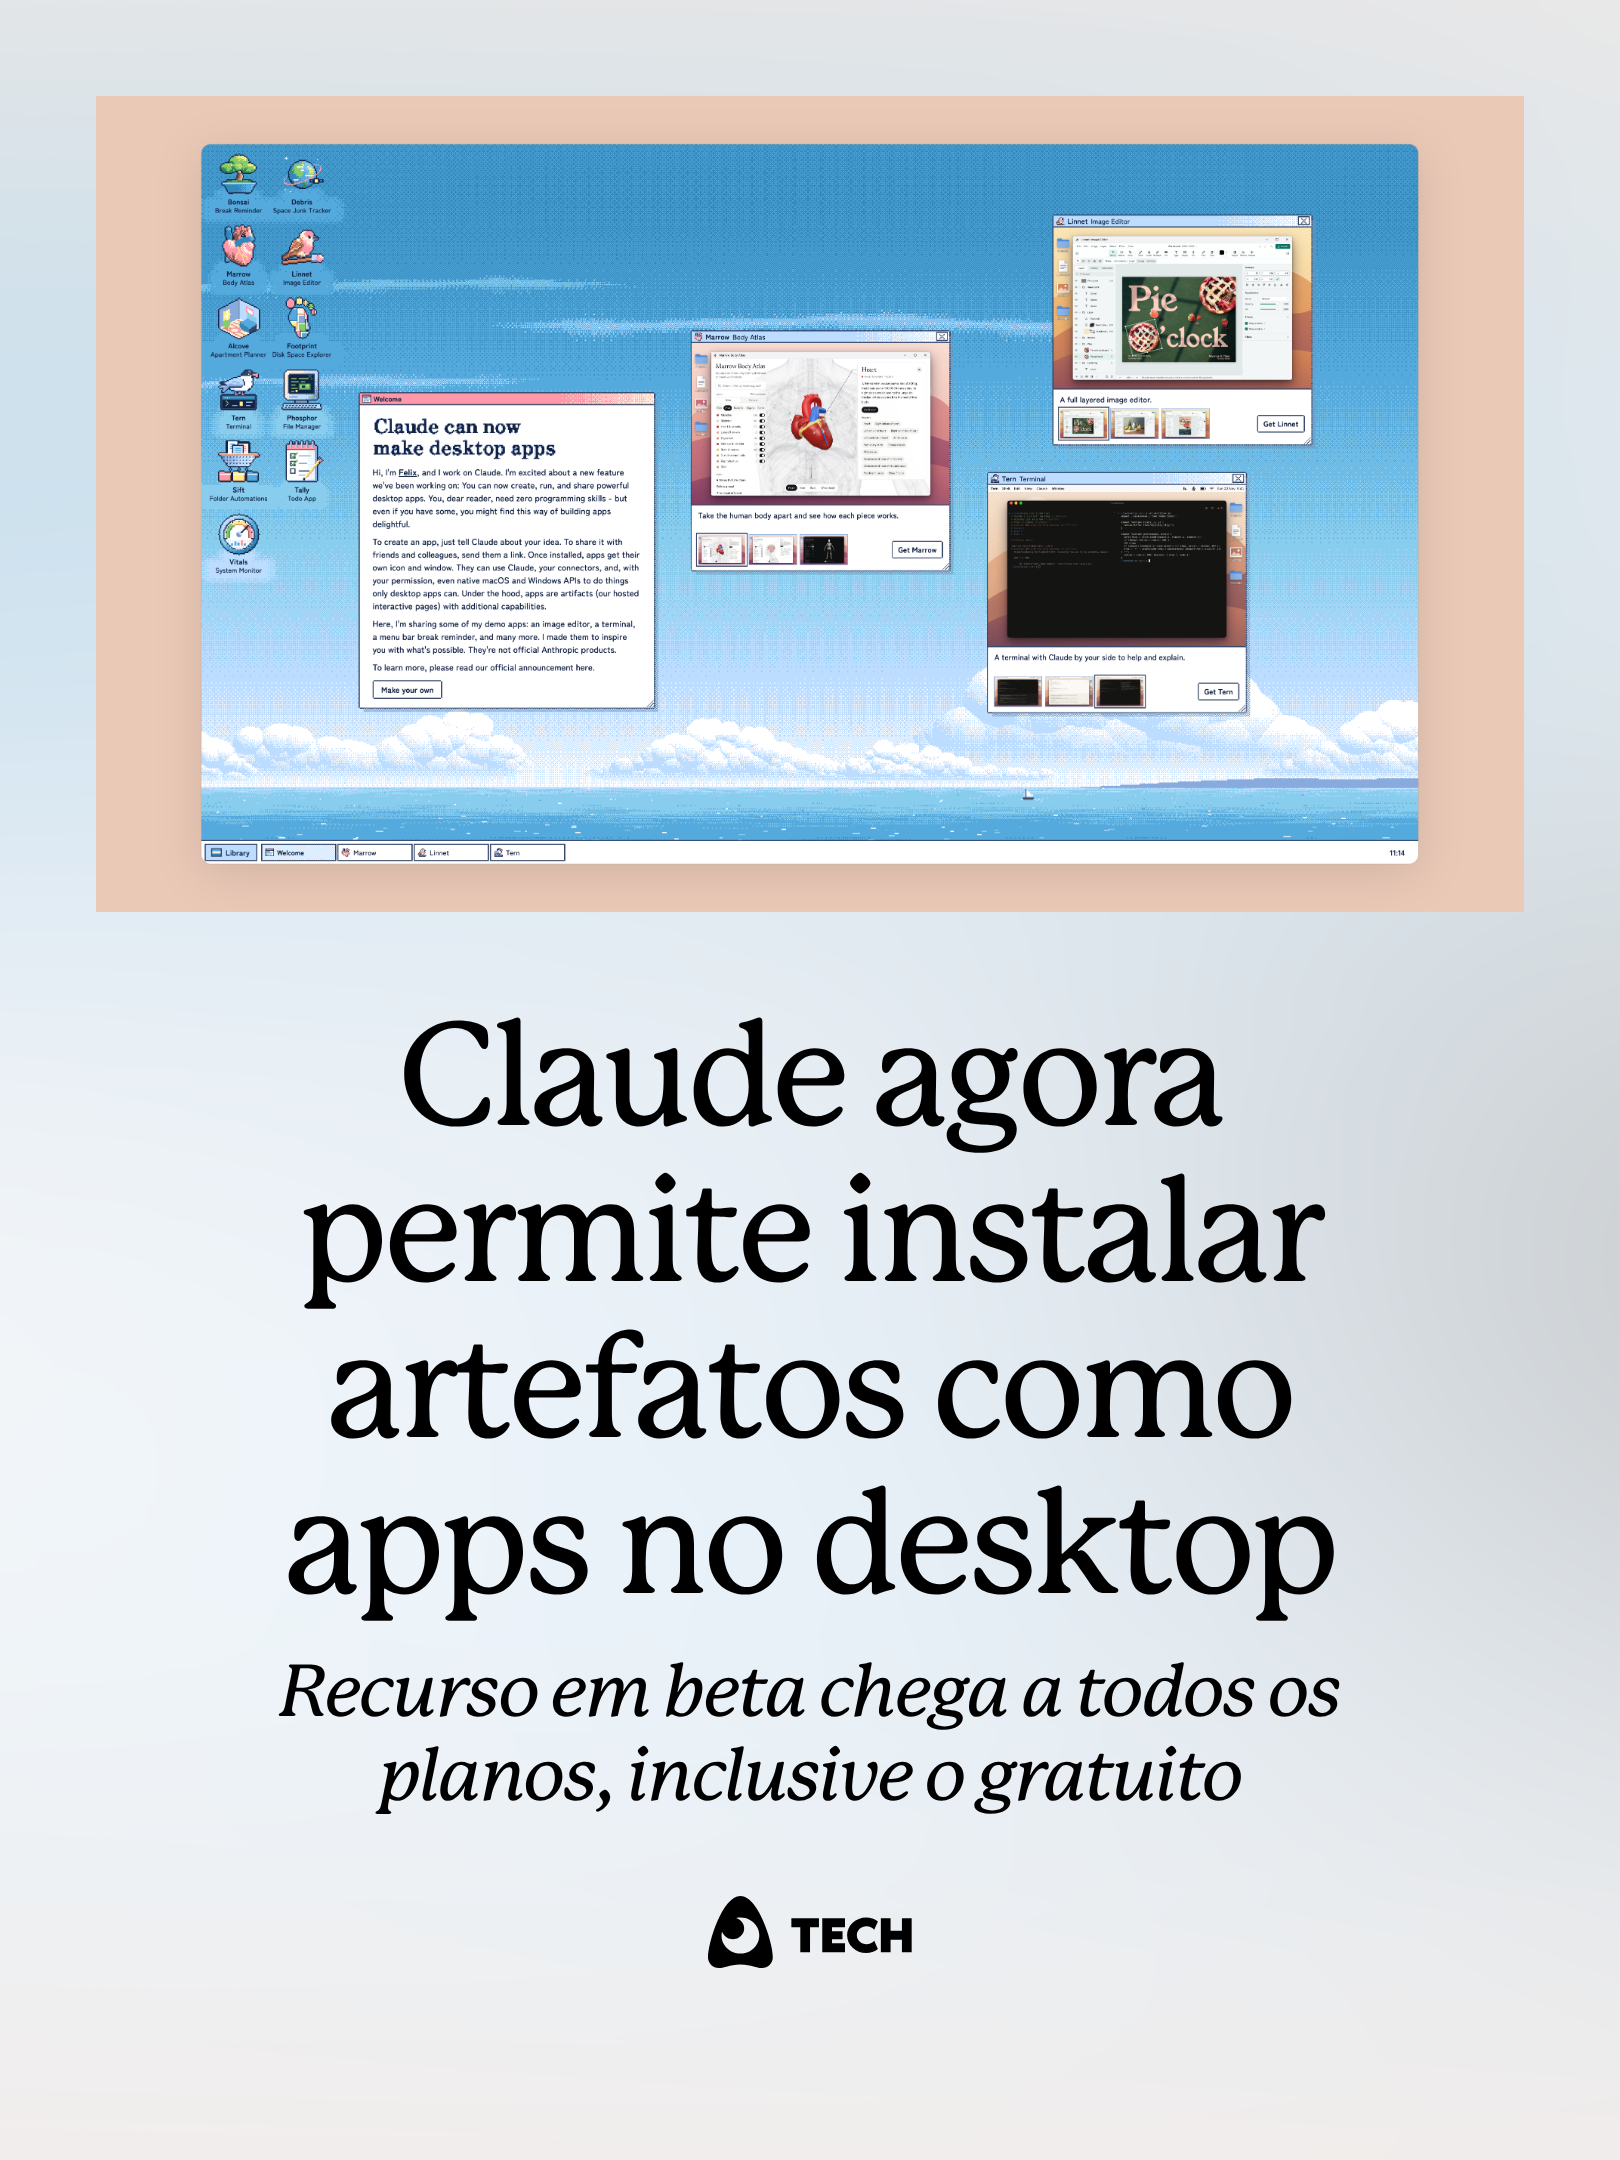 Bonsai
Break Reminder
Debris
Space Junk Tracker
Marrow
Body Atlas
Linnet
Image Editor
Alcove
Apartment Planner
Footprint
Disk Space Explorer
Tern
Terminal
Phosphor
File Manager
Sift
Folder Automations
Tally
Todo App
Vitals
System Monitor
Welcome
Claude can now
make desktop apps
Hi, I'm Felix, and I work on Claude. I'm excited about a new feature
we've been working on: You can now create, run, and share powerful
desktop apps. You, dear reader, need zero programming skills - but
even if you have some, you might find this way of building apps
delightful.
To create an app, just tell Claude about your idea. To share it with
friends and colleagues, send them a link. Once installed, apps get their
own icon and window. They can use Claude, your connectors, and, with
your permission, even native macOS and Windows APIs to do things
only desktop apps can. Under the hood, apps are artifacts (our hosted
interactive pages) with additional capabilities.
Here, I'm sharing some of my demo apps: an image editor, a terminal,
a menu bar break reminder, and many more. I made them to inspire
you with what's possible. They're not official Anthropic products.
To learn more, please read our official announcement here.
Make your own
Marrow Body Atlas
Marrow Body Atlas
Heart
Take the human body apart and see how each piece works.
Get Marrow
Linnet Image Editor
Pie
o'clock
A full layered image editor.
Get Linnet
Tern Terminal
A terminal with Claude by your side to help and explain.
Get Tern
Library
Welcome
Marrow
Linnet
Tern
11:14
Claude agora
permite instalar
artefatos como
apps no desktop
Recurso em beta chega a todos os
planos, inclusive o gratuito
TECH